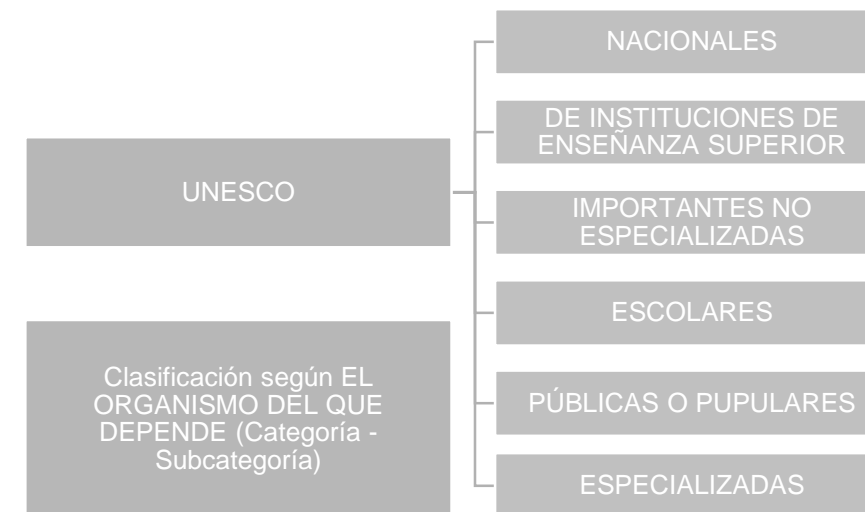 UNESCO
Clasificación según EL
ORGANISMO DEL QUE
DEPENDE (Categoría -
Subcategoría)
NACIONALES
DE INSTITUCIONES DE
ENSEÑANZA SUPERIOR
IMPORTANTES NO
ESPECIALIZADAS
ESCOLARES
PÚBLICAS O PUPULARES
ESPECIALIZADAS